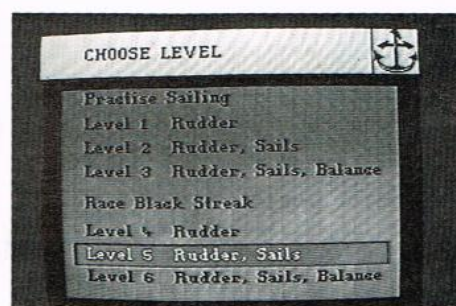 CHOOSE LEVEL
Practise Sailing
Level 1 Rudder
Level 2 Rudder, Sails
Level 3 Rudder, Sails, Balance
Race Black Streak
Level 4 Rudder
Level 5 Rudder, Sails
Level 6 Rudder, Sails, Balance